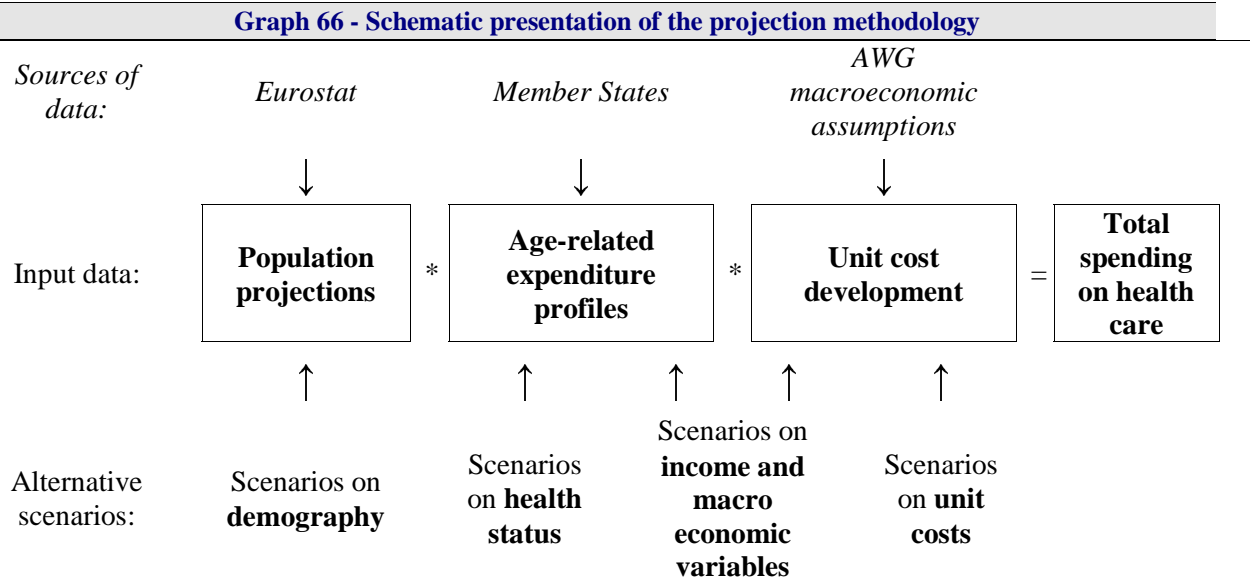 Graph 66 - Schematic presentation of the projection methodology
Sources of
data:
Eurostat
Member States
AWG
macroeconomic
assumptions
↓ ↓ ↓
Input data:
Population
projections
*
Age-related
expenditure
profiles
*
Unit cost
development
=
Total
spending
on health
care
↑ ↑ ↑ ↑ ↑
Alternative
scenarios:
Scenarios on
demography
Scenarios
on health
status
Scenarios on
income and
macro
economic
variables
Scenarios
on unit
costs